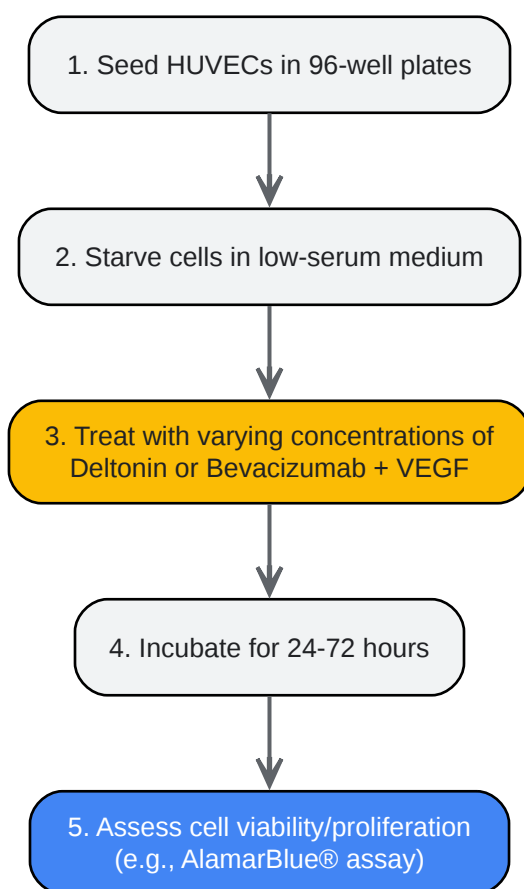 1. Seed HUVECs in 96-well plates
2. Starve cells in low-serum medium
3. Treat with varying concentrations of
Deltonin or Bevacizumab + VEGF
4. Incubate for 24-72 hours
5. Assess cell viability/proliferation
(e.g., AlamarBlue® assay)